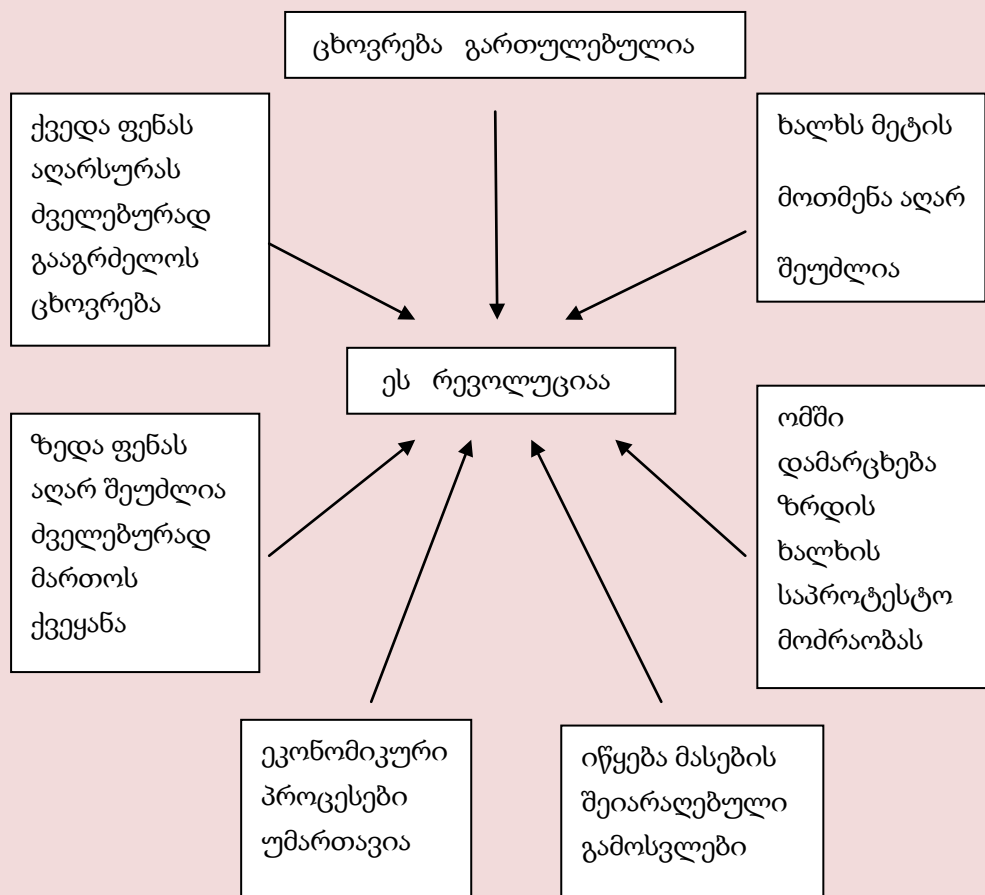 ცხოვრება გართულებულია
ქვედა ფენას
აღარსურას
ძველებურად
გააგრძელოს
ცხოვრება
ხალხს მეტის
მოთმენა აღარ
შეუძლია
ეს რევოლუციაა
ზედა ფენას
აღარ შეუძლია
ძველებურად
მართოს
ქვეყანა
ომში
დამარცხება
ზრდის
ხალხის
საპროტესტო
მოძრაობას
ეკონომიკური
პროცესები
უმართავია
იწყება მასების
შეიარაღებული
გამოსვლები